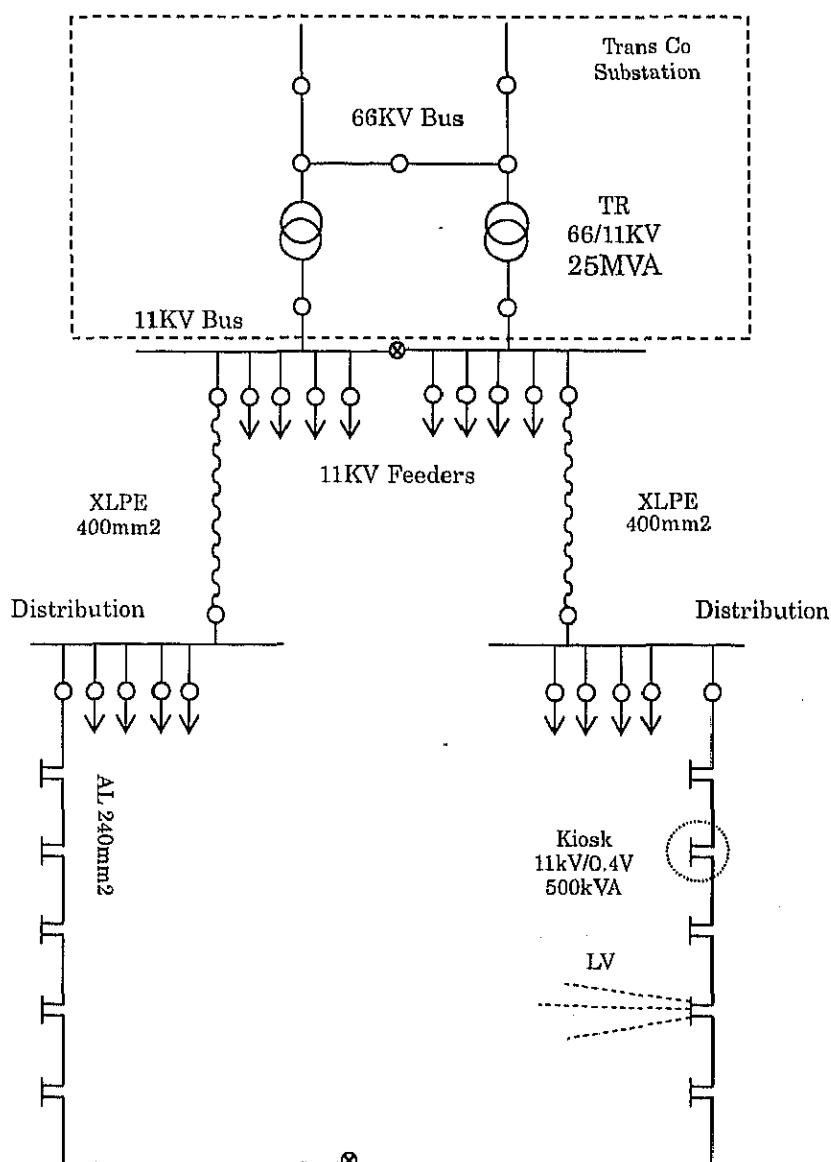 Trans Co
Substation
66KV Bus
TR
66/11KV
25MVA
11KV Bus
11KV Feeders
XLPE
400mm2
XLPE
400mm2
Distribution
Distribution
AL 240mm2
Kiosk
11kV/0.4V
500kVA
LV